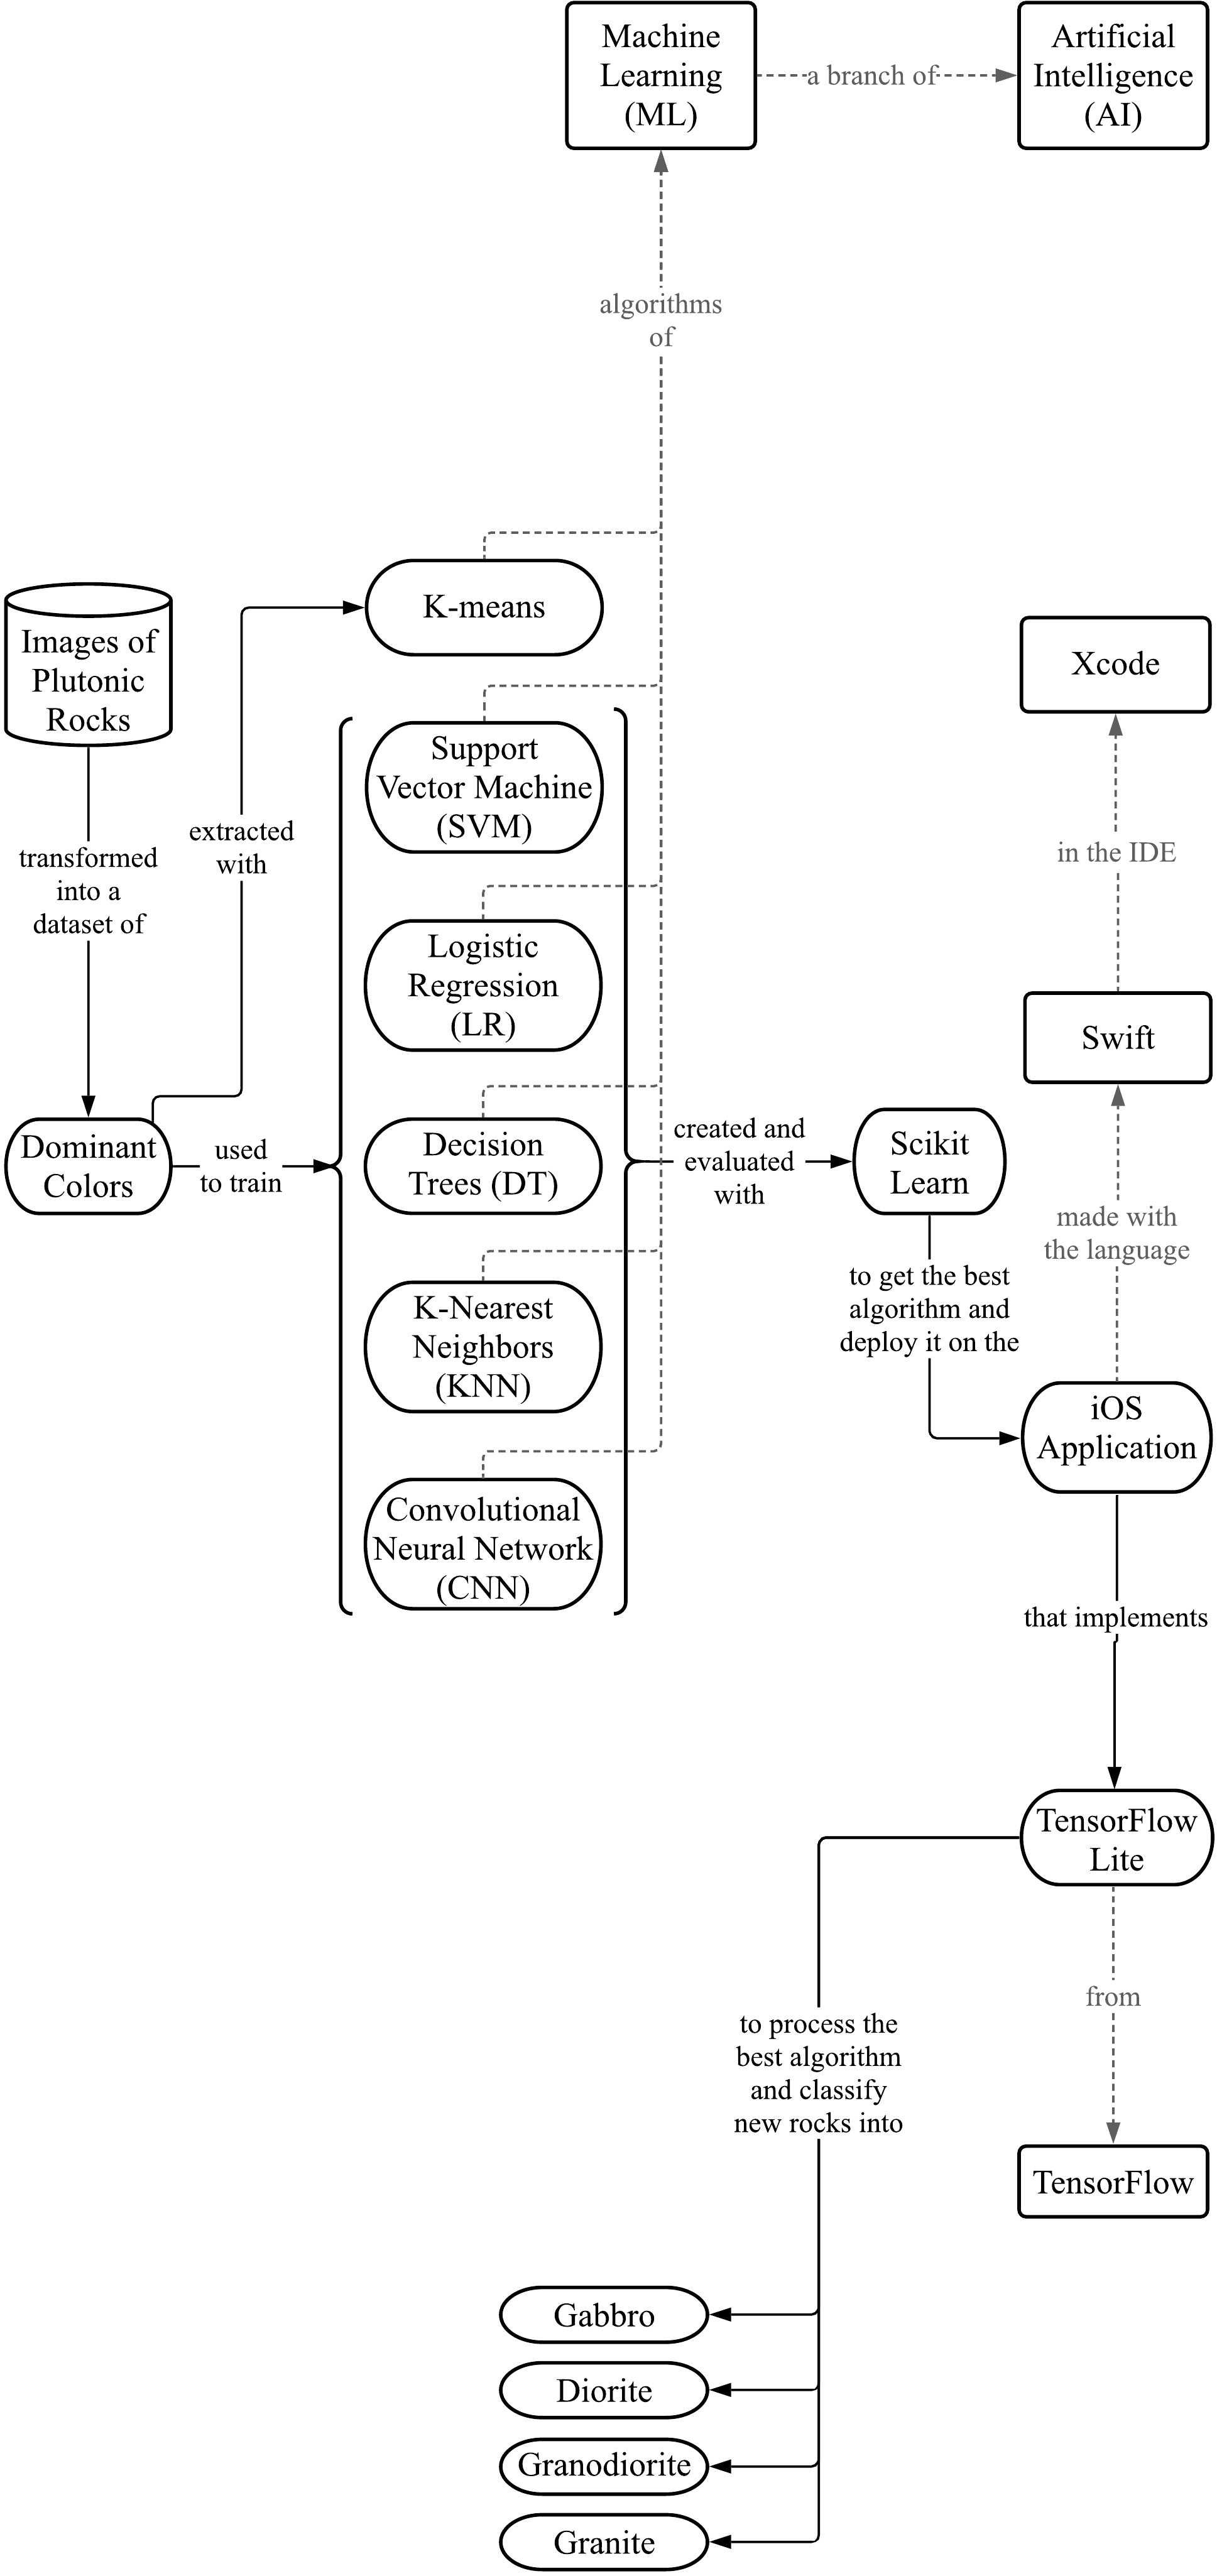 Machine
Learning
(ML)
a branch of
Artificial
Intelligence
(AI)
algorithms
of
K-means
Images of
Plutonic
Rocks
Xcode
Support
Vector Machine
(SVM)
extracted
with
transformed
into a
dataset of
in the IDE
Logistic
Regression
(LR)
Swift
Dominant
Colors
used
to train
Decision
Trees (DT)
created and
evaluated
with
Scikit
Learn
made with
the language
to get the best
algorithm and
deploy it on the
K-Nearest
Neighbors
(KNN)
iOS
Application
Convolutional
Neural Network
(CNN)
that implements
TensorFlow
Lite
from
to process the
best algorithm
and classify
new rocks into
TensorFlow
Gabbro
Diorite
Granodiorite
Granite